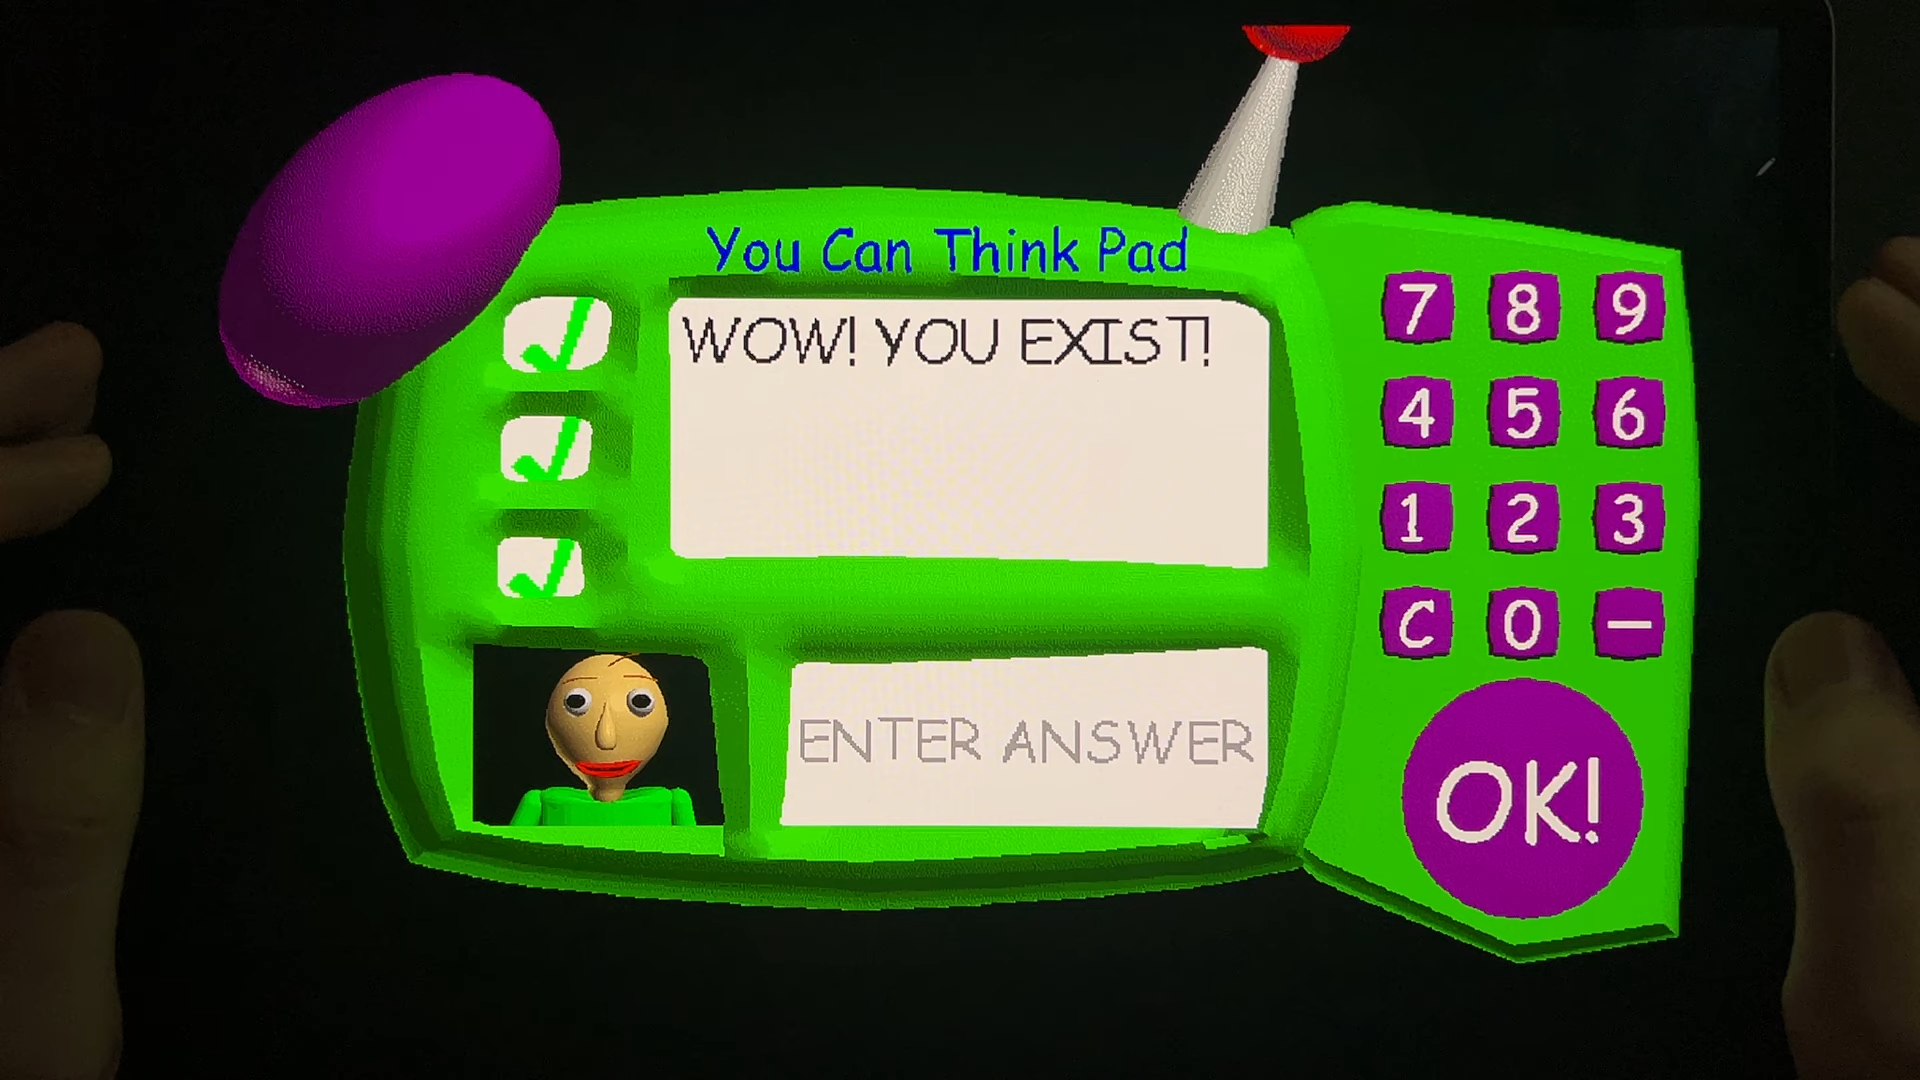 You Can Think Pad
WOW! YOU EXIST!
7 8 9
4 5 6
1 2 3
C 0 −
ENTER ANSWER
OK!